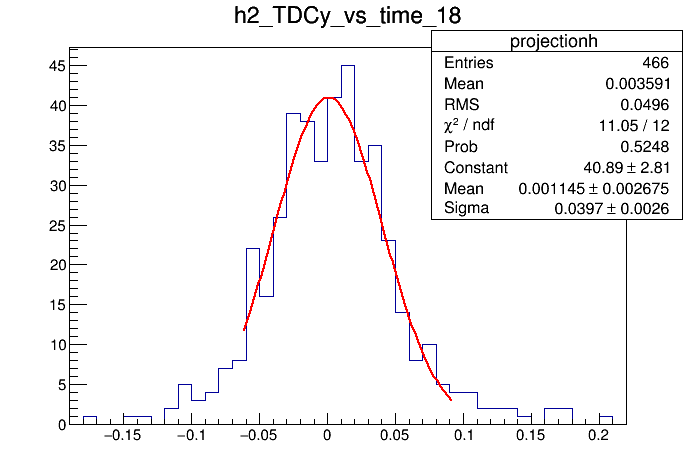 h2_TDCy_vs_time_18
projectionh
Entries 466
Mean 0.003591
RMS 0.0496
χ² / ndf 11.05 / 12
Prob 0.5248
Constant 40.89 ± 2.81
Mean 0.001145 ± 0.002675
Sigma 0.0397 ± 0.0026
45
40
35
30
25
20
15
10
5
0
−0.15 −0.1 −0.05 0 0.05 0.1 0.15 0.2